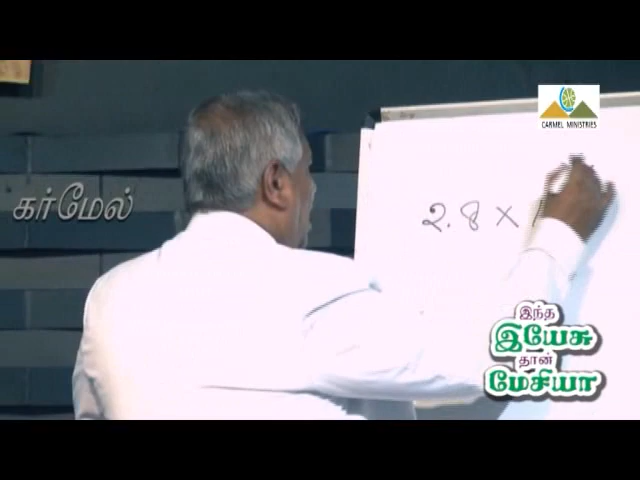 CARMEL MINISTRIES
கர்மேல்
2.8 ×
இந்த
இயேசு
தான்
மேசியா